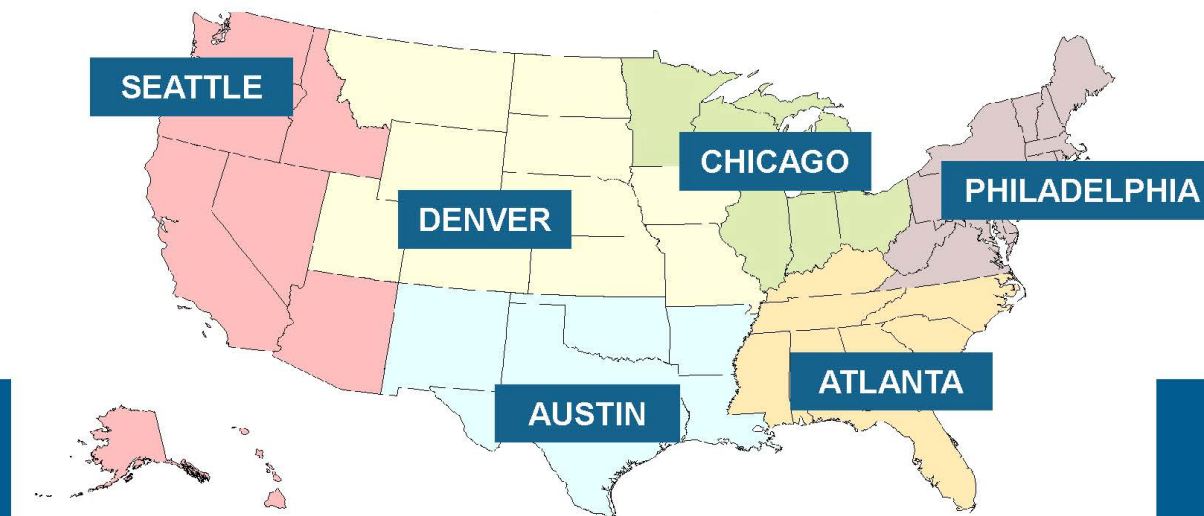 SEATTLE
CHICAGO
PHILADELPHIA
DENVER
ATLANTA
AUSTIN